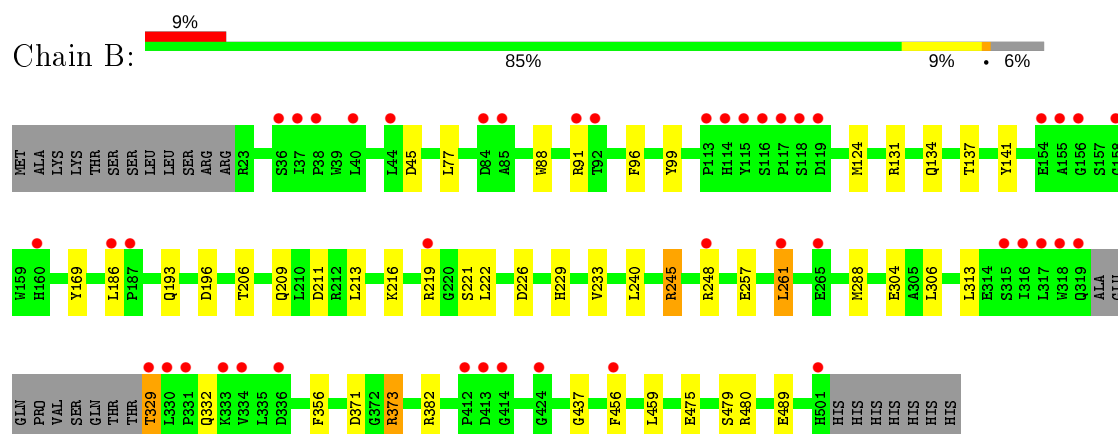 9%
Chain B:
85% 9% • 6%
MET ALA LYS LYS THR SER SER LEU LEU SER ARG ARG R23 S36 I37 P38 W39 L40 L44 D45 L77 D84 A85 W88 R91 T92 F96 Y99 P113 H114 Y115 S116 P117 S118 D119 M124 R131 Q134 T137 Y141 E154 A155 G156 S157 G158
W159 H160 Y169 L186 P187 Q193 D196 T206 Q209 L210 D211 R212 L213 K216 R219 G220 S221 L222 D226 H229 V233 L240 R245 R248 E257 L261 E265 M288 E304 A305 L306 L313 E314 S315 I316 L317 W318 Q319 ALA GLU
GLN PRO VAL SER GLN THR THR T329 L330 P331 Q332 K333 V334 L335 D336 F356 D371 G372 R373 R382 P412 D413 G414 G424 G437 F456 L459 E475 S479 R480 E489 H501 HIS HIS HIS HIS HIS HIS HIS